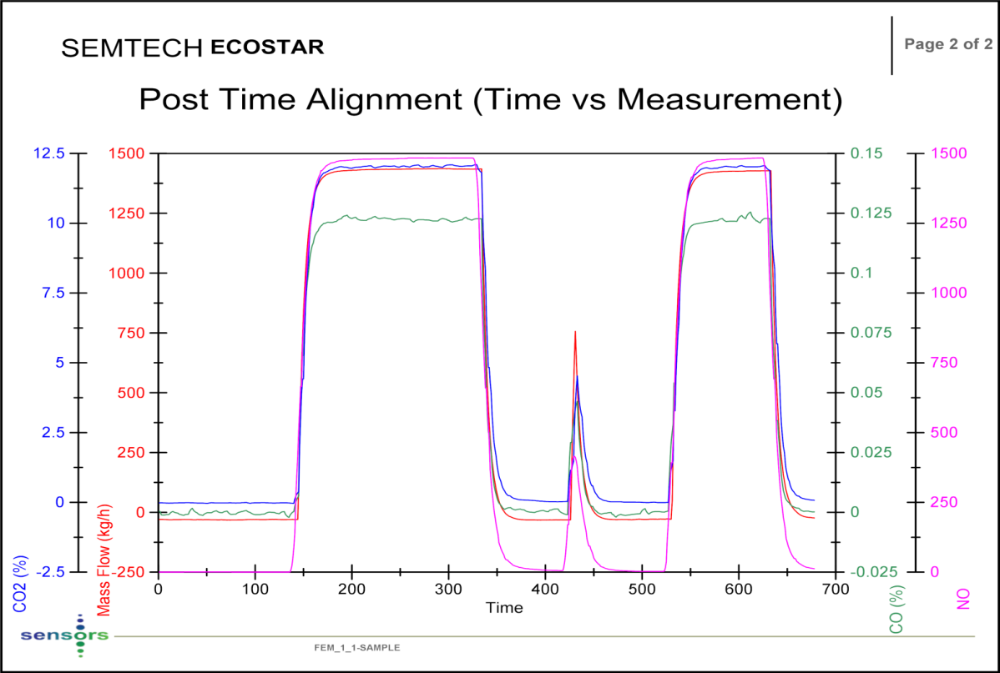 SEMTECH ECOSTAR
Page 2 of 2
Post Time Alignment (Time vs Measurement)
12.5
10
7.5
5
2.5
0
-2.5
CO2 (%)
1500
1250
1000
750
500
250
0
-250
Mass Flow (kg/h)
0.15
0.125
0.1
0.075
0.05
0.025
0
-0.025
CO (%)
1500
1250
1000
750
500
250
0
NO
0 100 200 300 400 500 600 700
Time
sensors
FEM_1_1-SAMPLE